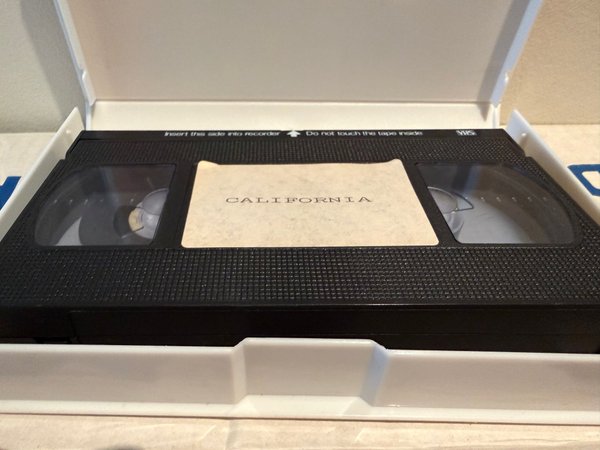 Insert this side into recorder ⬆ Do not touch the tape inside VHS
CALIFORNIA